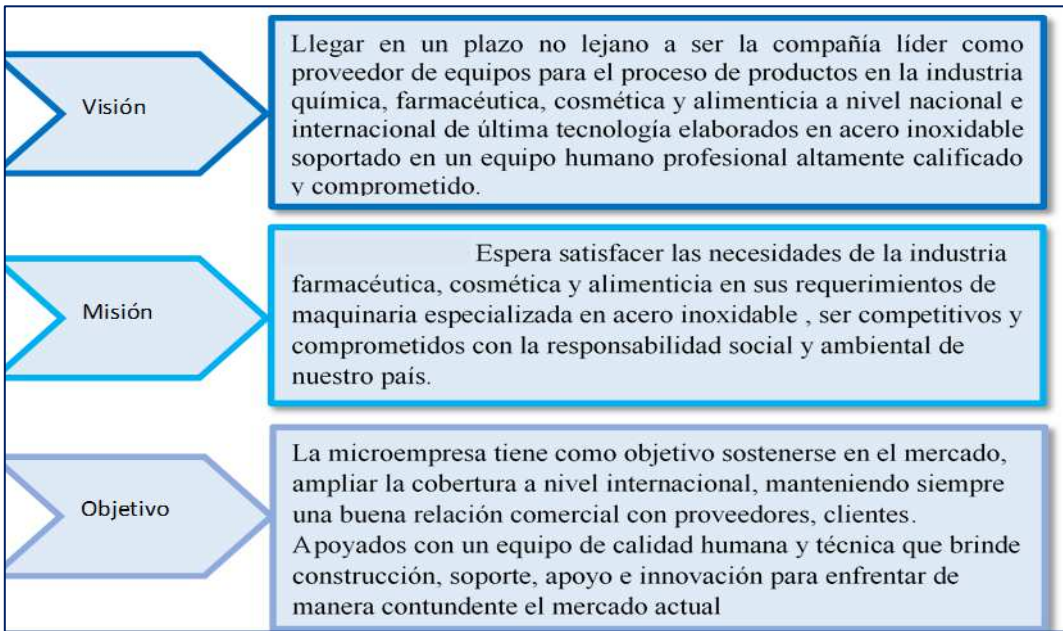 Visión
Llegar en un plazo no lejano a ser la compañía líder como
proveedor de equipos para el proceso de productos en la industria
química, farmacéutica, cosmética y alimenticia a nivel nacional e
internacional de última tecnología elaborados en acero inoxidable
soportado en un equipo humano profesional altamente calificado
y comprometido.
Misión
Espera satisfacer las necesidades de la industria
farmacéutica, cosmética y alimenticia en sus requerimientos de
maquinaria especializada en acero inoxidable , ser competitivos y
comprometidos con la responsabilidad social y ambiental de
nuestro país.
Objetivo
La microempresa tiene como objetivo sostenerse en el mercado,
ampliar la cobertura a nivel internacional, manteniendo siempre
una buena relación comercial con proveedores, clientes.
Apoyados con un equipo de calidad humana y técnica que brinde
construcción, soporte, apoyo e innovación para enfrentar de
manera contundente el mercado actual